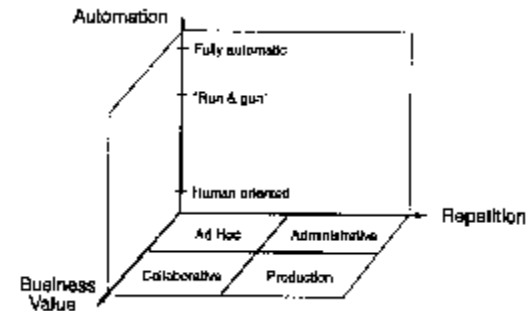 Automation
Fully automatic
"Run & gun"
Human oriented
Repetition
Ad Hoc
Administrative
Collaborative
Production
Business
Value